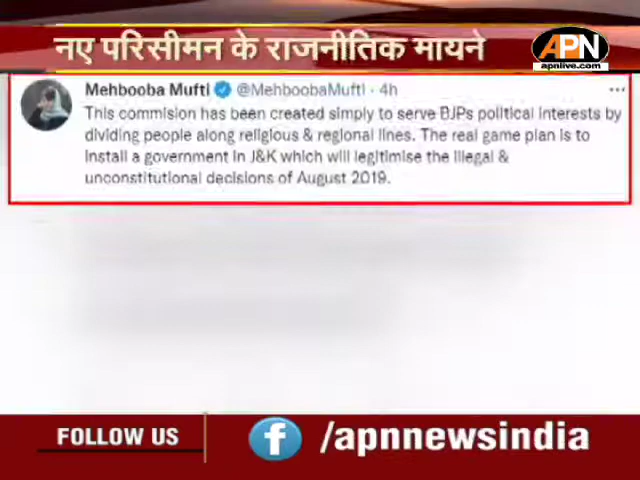 नए परिसीमन के राजनीतिक मायने
APN
apnlive.com
Mehbooba Mufti @MehboobaMufti · 4h
This commision has been created simply to serve BJPs political interests by
dividing people along religious & regional lines. The real game plan is to
install a government in J&K which will legitimise the illegal &
unconstitutional decisions of August 2019.
FOLLOW US
/apnnewsindia